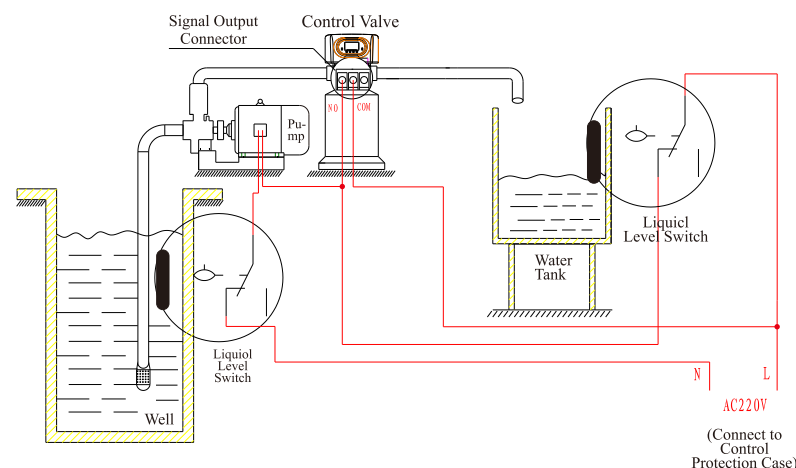 Signal Output
Connector
Control Valve
NO
COM
Pu-
mp
Liquicl
Level Switch
Water
Tank
Liquiol
Level
Switch
Well
N
L
AC220V
(Connect to
Control
Protection Case)